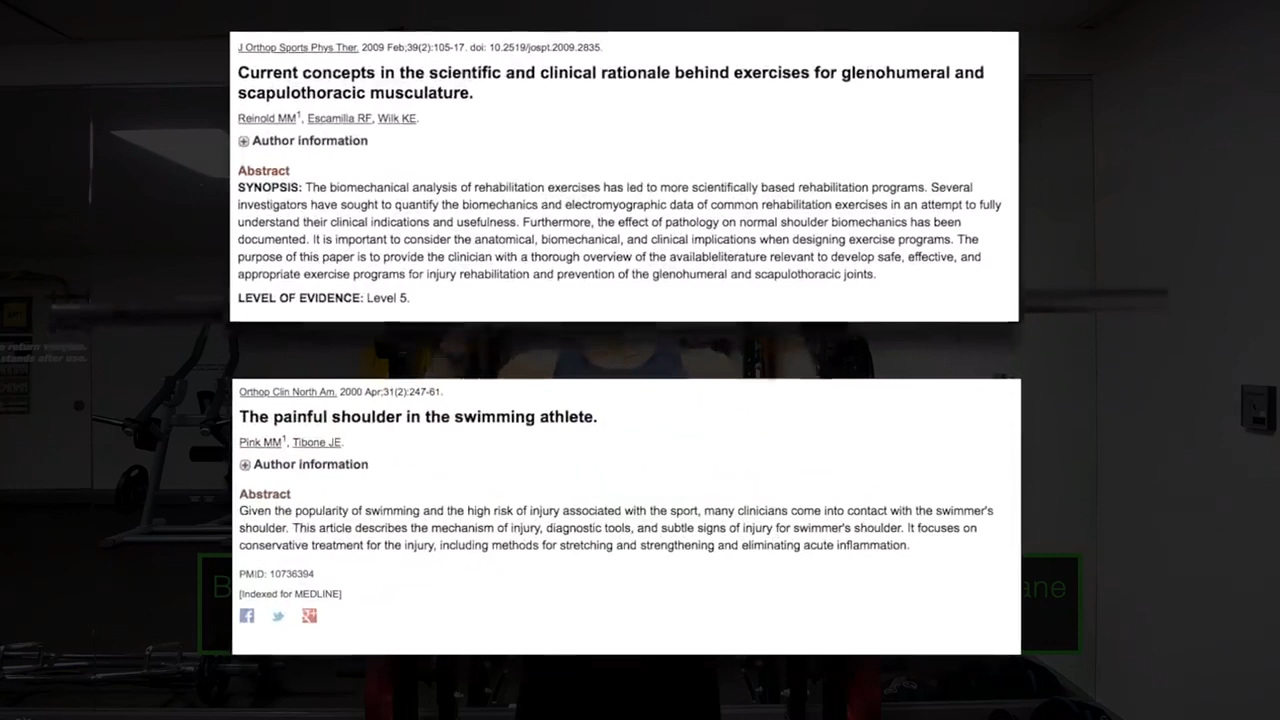 J Orthop Sports Phys Ther. 2009 Feb;39(2):105-17. doi: 10.2519/jospt.2009.2835.
Current concepts in the scientific and clinical rationale behind exercises for glenohumeral and
scapulothoracic musculature.
Reinold MM1, Escamilla RF, Wilk KE.
Author information
Abstract
SYNOPSIS: The biomechanical analysis of rehabilitation exercises has led to more scientifically based rehabilitation programs. Several
investigators have sought to quantify the biomechanics and electromyographic data of common rehabilitation exercises in an attempt to fully
understand their clinical indications and usefulness. Furthermore, the effect of pathology on normal shoulder biomechanics has been
documented. It is important to consider the anatomical, biomechanical, and clinical implications when designing exercise programs. The
purpose of this paper is to provide the clinician with a thorough overview of the availableliterature relevant to develop safe, effective, and
appropriate exercise programs for injury rehabilitation and prevention of the glenohumeral and scapulothoracic joints.
LEVEL OF EVIDENCE: Level 5.
stands after use.
Orthop Clin North Am. 2000 Apr;31(2):247-61.
The painful shoulder in the swimming athlete.
Pink MM1, Tibone JE.
Author information
Abstract
Given the popularity of swimming and the high risk of injury associated with the sport, many clinicians come into contact with the swimmer's
shoulder. This article describes the mechanism of injury, diagnostic tools, and subtle signs of injury for swimmer's shoulder. It focuses on
conservative treatment for the injury, including methods for stretching and strengthening and eliminating acute inflammation.
PMID: 10736394
[Indexed for MEDLINE]